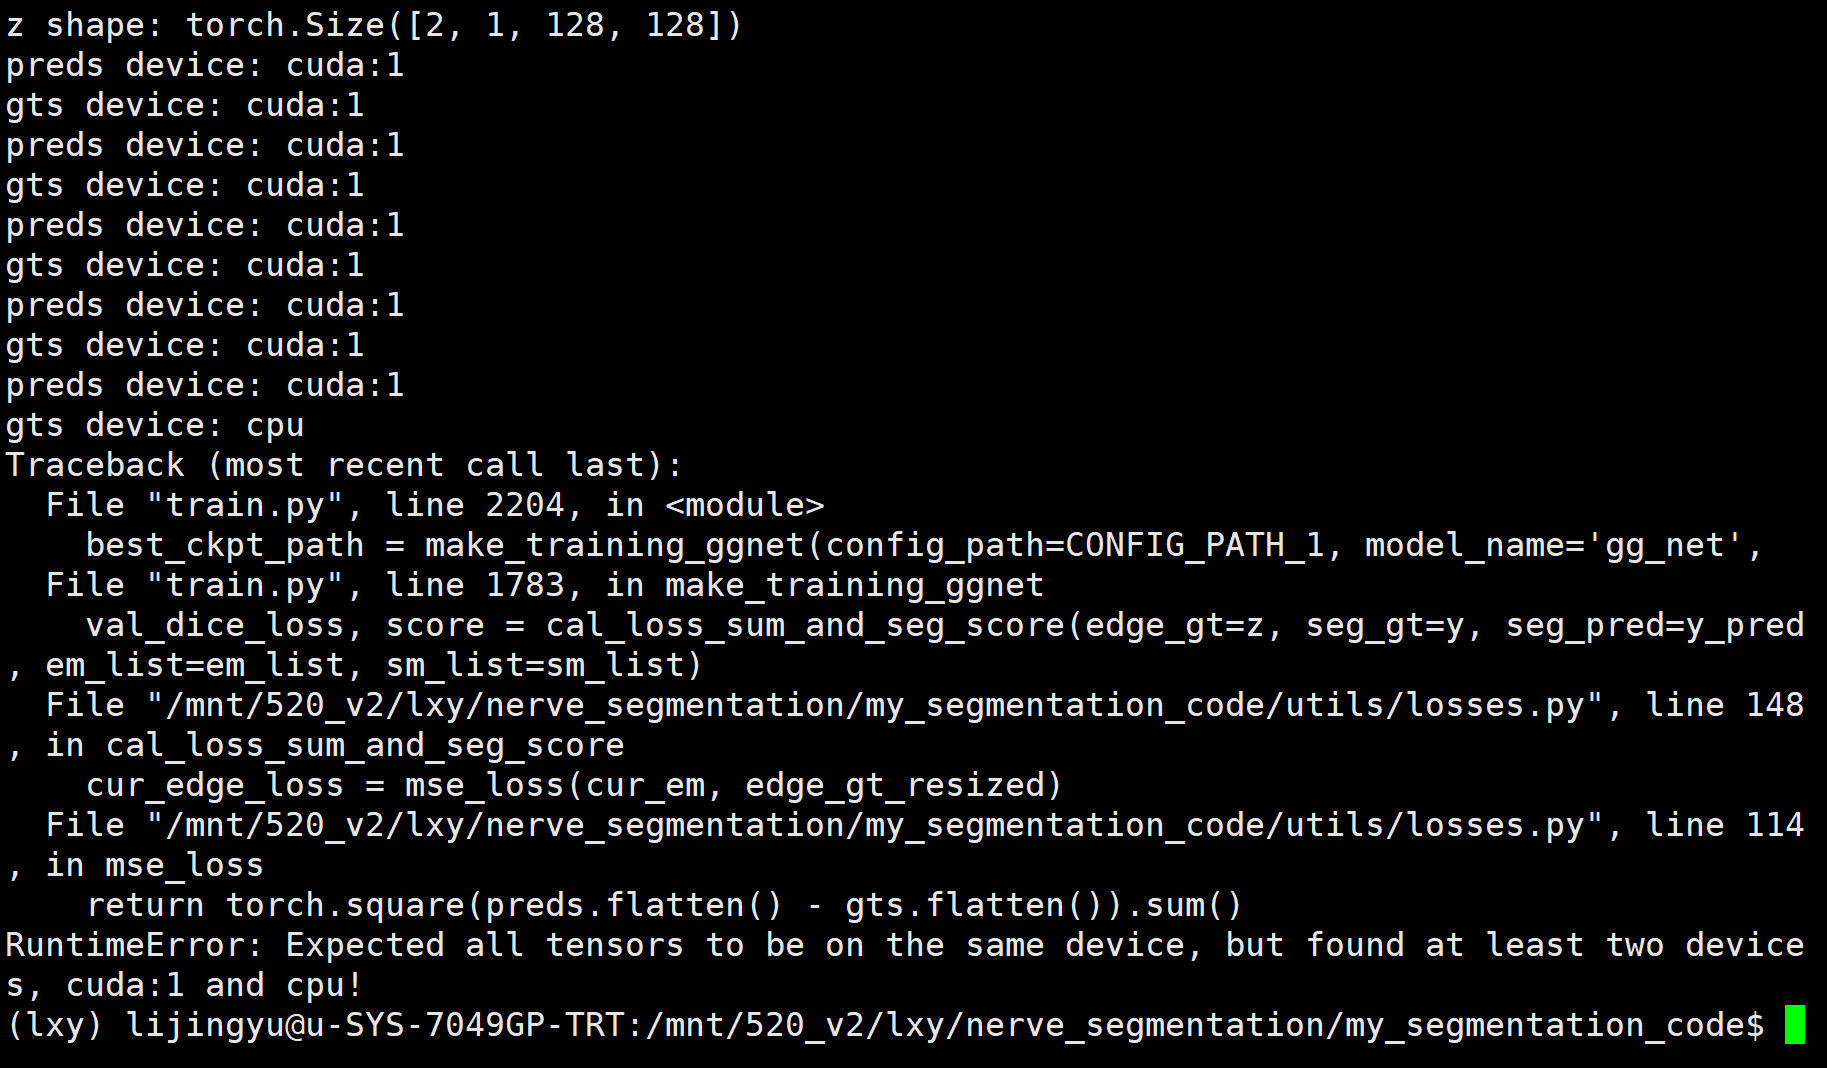 z shape: torch.Size([2, 1, 128, 128])
preds device: cuda:1
gts device: cuda:1
preds device: cuda:1
gts device: cuda:1
preds device: cuda:1
gts device: cuda:1
preds device: cuda:1
gts device: cuda:1
preds device: cuda:1
gts device: cpu
Traceback (most recent call last):
  File "train.py", line 2204, in <module>
    best_ckpt_path = make_training_ggnet(config_path=CONFIG_PATH_1, model_name='gg_net',
  File "train.py", line 1783, in make_training_ggnet
    val_dice_loss, score = cal_loss_sum_and_seg_score(edge_gt=z, seg_gt=y, seg_pred=y_pred
, em_list=em_list, sm_list=sm_list)
  File "/mnt/520_v2/lxy/nerve_segmentation/my_segmentation_code/utils/losses.py", line 148
, in cal_loss_sum_and_seg_score
    cur_edge_loss = mse_loss(cur_em, edge_gt_resized)
  File "/mnt/520_v2/lxy/nerve_segmentation/my_segmentation_code/utils/losses.py", line 114
, in mse_loss
    return torch.square(preds.flatten() - gts.flatten()).sum()
RuntimeError: Expected all tensors to be on the same device, but found at least two device
s, cuda:1 and cpu!
(lxy) lijingyu@u-SYS-7049GP-TRT:/mnt/520_v2/lxy/nerve_segmentation/my_segmentation_code$